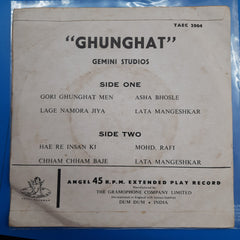 TAEC 5004
"GHUNGHAT"
GEMINI STUDIOS
SIDE ONE
GORI GHUNGHAT MEN ASHA BHOSLE
LAGE NAMORA JIYA LATA MANGESHKAR
SIDE TWO
HAE RE INSAN KI MOHD. RAFI
CHHAM CHHAM BAJE LATA MANGESHKAR
ANGEL 45 R.P.M. EXTENDED PLAY RECORD
THE GRAMOPHONE COMPANY LIMITED
DUM DUM • INDIA